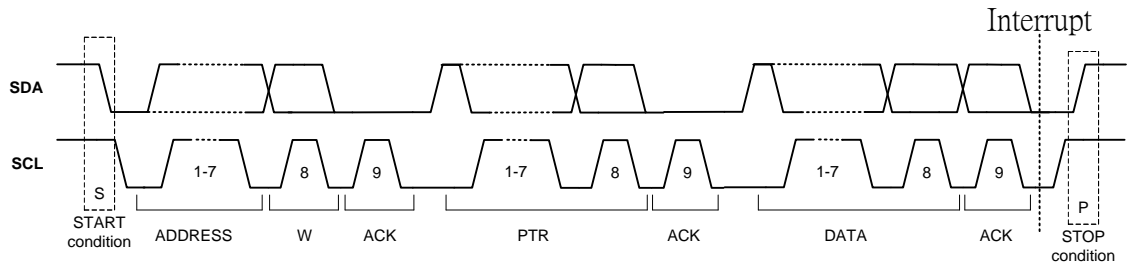 Interrupt
SDA
SCL
1-7
8
9
1-7
8
9
1-7
8
9
S
P
START
condition
ADDRESS
W
ACK
PTR
ACK
DATA
ACK
STOP
condition